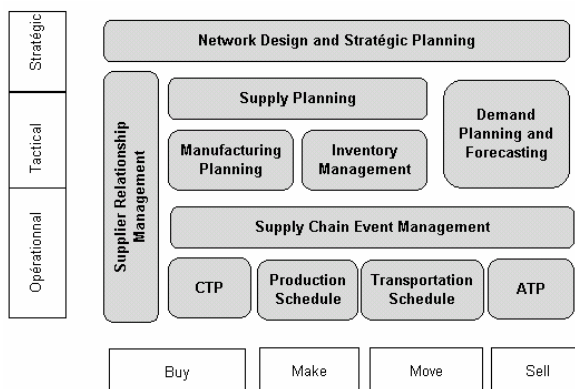 Stratégic
Network Design and Stratégic Planning
Tactical
Supplier Relationship
Management
Supply Planning
Demand
Planning and
Forecasting
Manufacturing
Planning
Inventory
Management
Opérationnal
Supply Chain Event Management
CTP
Production
Schedule
Transportation
Schedule
ATP
Buy
Make
Move
Sell